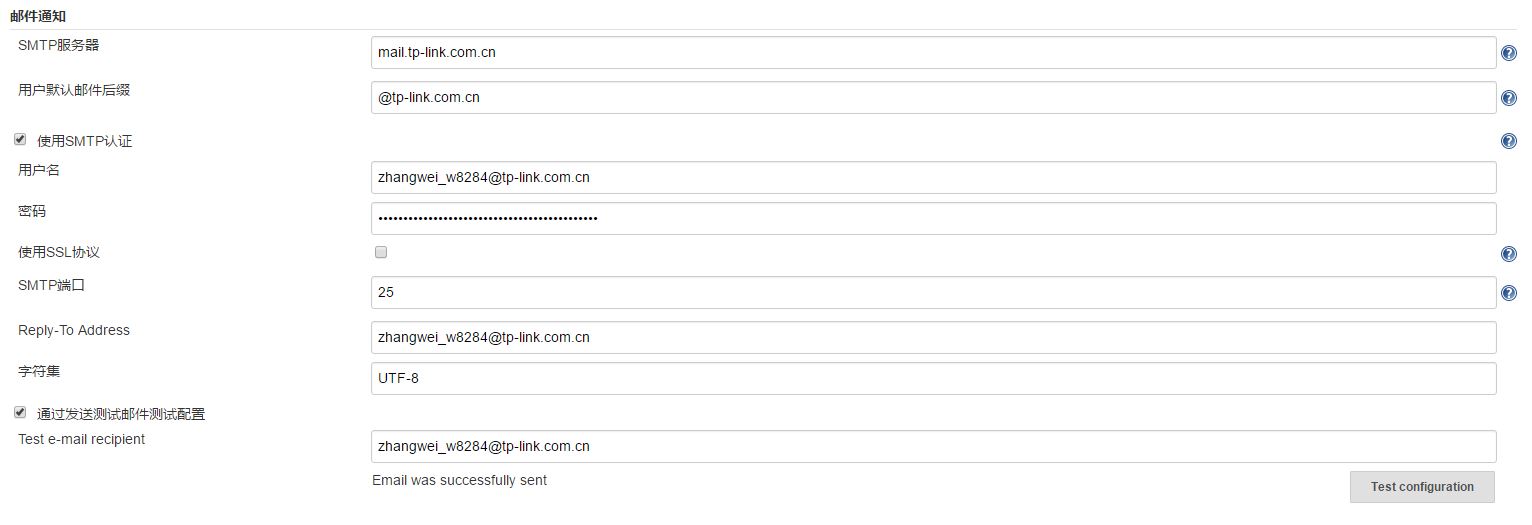 邮件通知
SMTP服务器
mail.tp-link.com.cn
用户默认邮件后缀
@tp-link.com.cn
使用SMTP认证
用户名
zhangwei_w8284@tp-link.com.cn
密码
••••••••••••••••••••••••••••••••••••••••••••
使用SSL协议
SMTP端口
25
Reply-To Address
zhangwei_w8284@tp-link.com.cn
字符集
UTF-8
通过发送测试邮件测试配置
Test e-mail recipient
zhangwei_w8284@tp-link.com.cn
Email was successfully sent
Test configuration